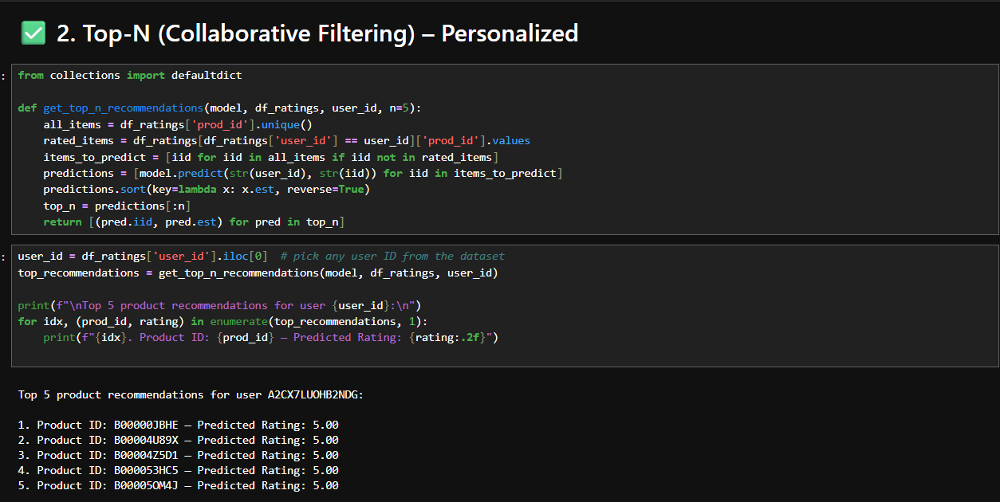 ✅ 2. Top-N (Collaborative Filtering) – Personalized
:
from collections import defaultdict
def get_top_n_recommendations(model, df_ratings, user_id, n=5):
    all_items = df_ratings['prod_id'].unique()
    rated_items = df_ratings[df_ratings['user_id'] == user_id]['prod_id'].values
    items_to_predict = [iid for iid in all_items if iid not in rated_items]
    predictions = [model.predict(str(user_id), str(iid)) for iid in items_to_predict]
    predictions.sort(key=lambda x: x.est, reverse=True)
    top_n = predictions[:n]
    return [(pred.iid, pred.est) for pred in top_n]
:
user_id = df_ratings['user_id'].iloc[0]  # pick any user ID from the dataset
top_recommendations = get_top_n_recommendations(model, df_ratings, user_id)
print(f"\nTop 5 product recommendations for user {user_id}:\n")
for idx, (prod_id, rating) in enumerate(top_recommendations, 1):
    print(f"{idx}. Product ID: {prod_id} — Predicted Rating: {rating:.2f}")
Top 5 product recommendations for user A2CX7LUOHB2NDG:
1. Product ID: B00000JBHE — Predicted Rating: 5.00
2. Product ID: B00004U89X — Predicted Rating: 5.00
3. Product ID: B00004Z5D1 — Predicted Rating: 5.00
4. Product ID: B000053HC5 — Predicted Rating: 5.00
5. Product ID: B00005OM4J — Predicted Rating: 5.00